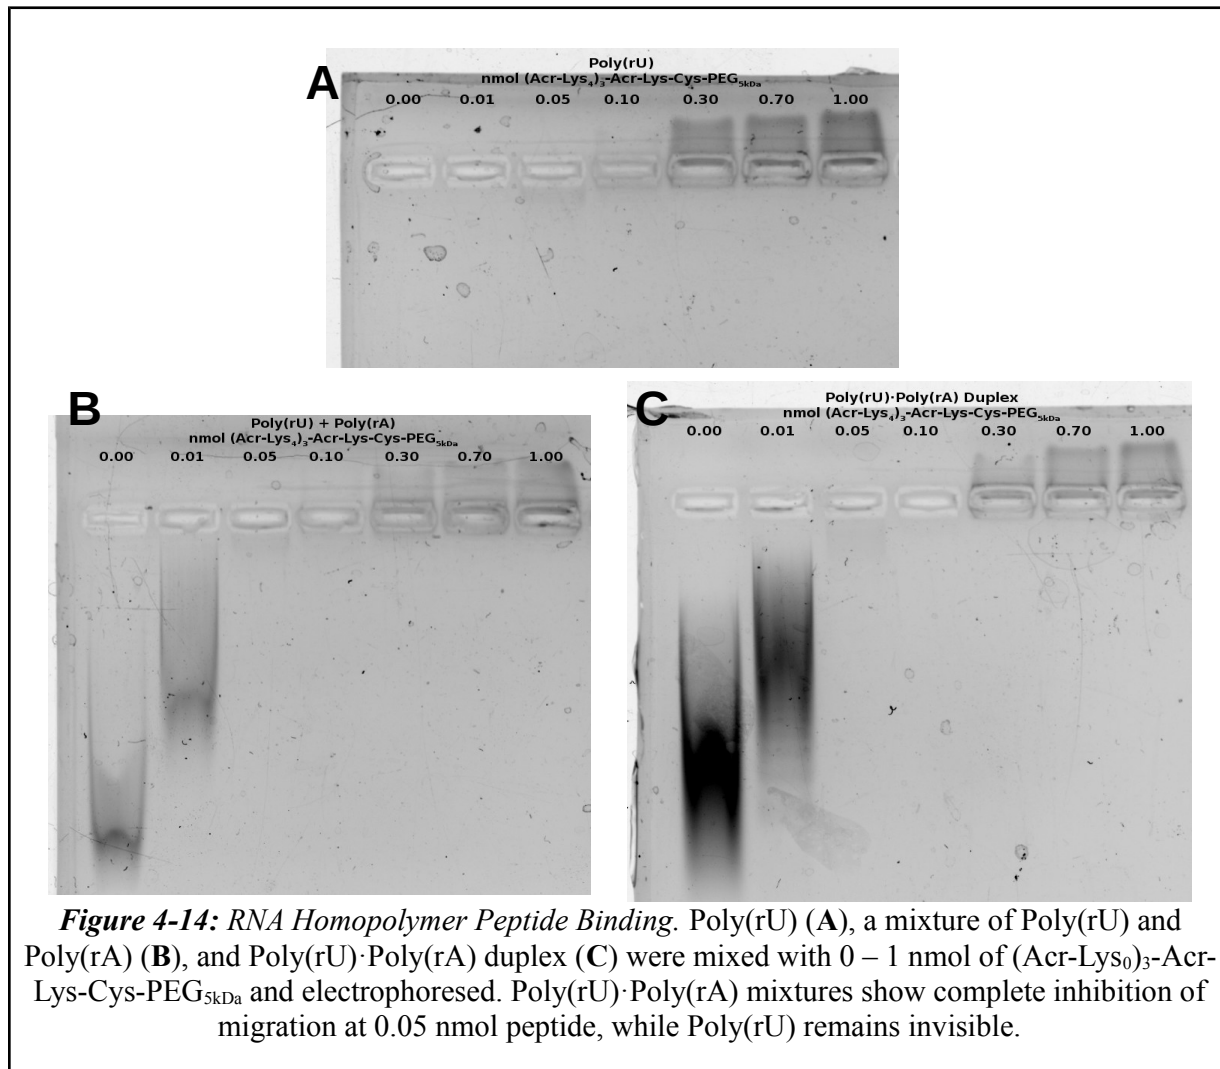 A
Poly(rU)
nmol (Acr-Lys4)3-Acr-Lys-Cys-PEG5kDa
0.00 0.01 0.05 0.10 0.30 0.70 1.00
B
Poly(rU) + Poly(rA)
nmol (Acr-Lys4)3-Acr-Lys-Cys-PEG5kDa
0.00 0.01 0.05 0.10 0.30 0.70 1.00
C
Poly(rU)·Poly(rA) Duplex
nmol (Acr-Lys4)3-Acr-Lys-Cys-PEG5kDa
0.00 0.01 0.05 0.10 0.30 0.70 1.00
Figure 4-14: RNA Homopolymer Peptide Binding. Poly(rU) (A), a mixture of Poly(rU) and
Poly(rA) (B), and Poly(rU)·Poly(rA) duplex (C) were mixed with 0 – 1 nmol of (Acr-Lys0)3-Acr-
Lys-Cys-PEG5kDa and electrophoresed. Poly(rU)·Poly(rA) mixtures show complete inhibition of
migration at 0.05 nmol peptide, while Poly(rU) remains invisible.